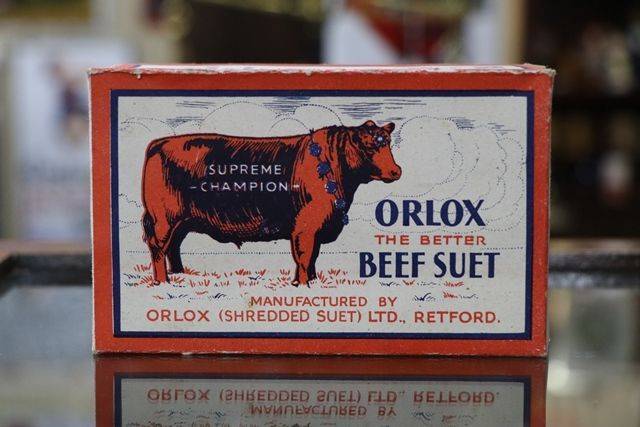 SUPREME
-CHAMPION-
ORLOX
THE BETTER
BEEF SUET
MANUFACTURED BY
ORLOX (SHREDDED SUET) LTD., RETFORD.